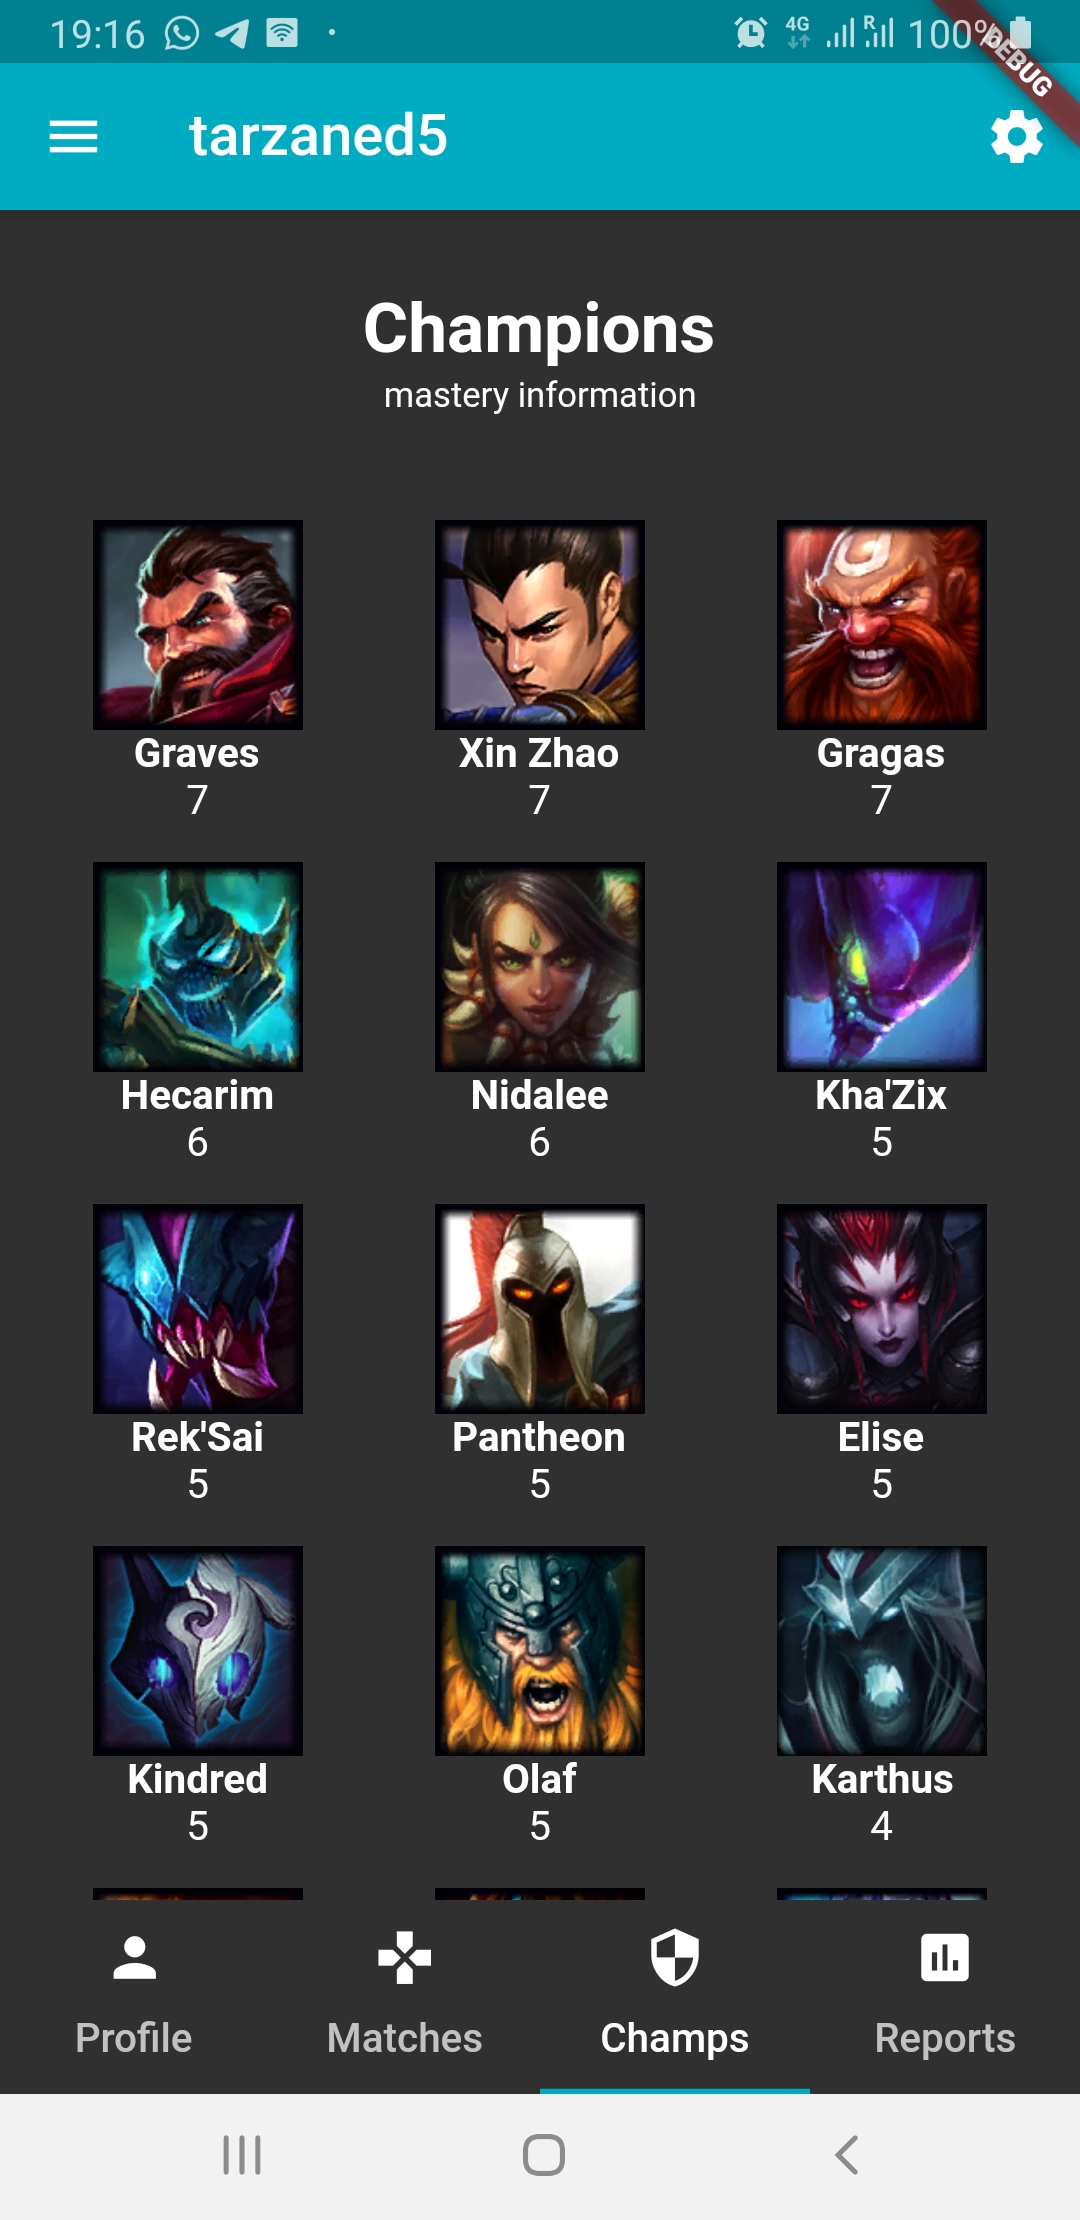 19:16 4G R 100%
DEBUG
tarzaned5
Champions
mastery information
Graves Xin Zhao Gragas
7 7 7
Hecarim Nidalee Kha'Zix
6 6 5
Rek'Sai Pantheon Elise
5 5 5
Kindred Olaf Karthus
5 5 4
Profile Matches Champs Reports